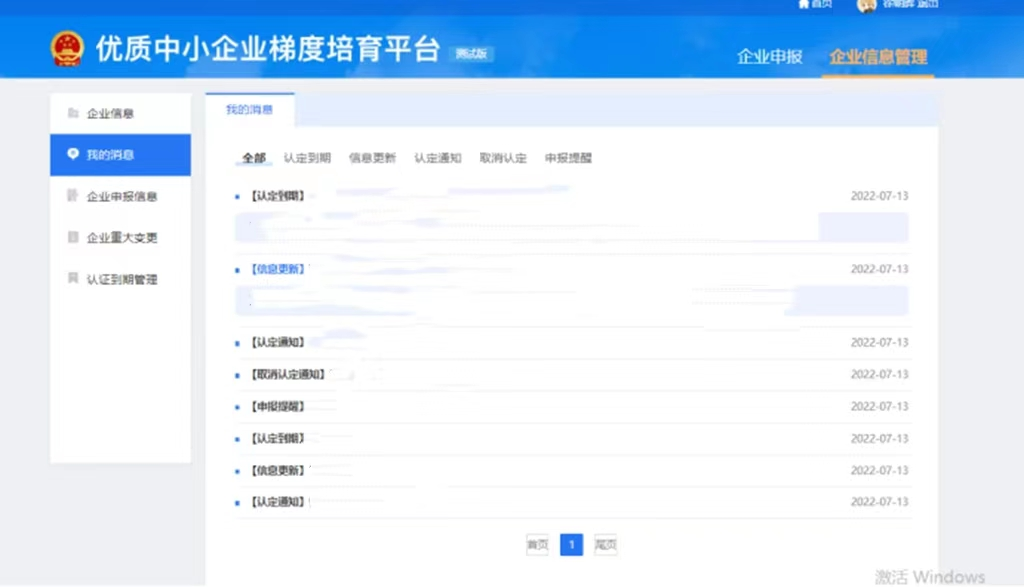 首页 退出
优质中小企业梯度培育平台 测试版
企业申报 企业信息管理
企业信息
我的消息
企业申报信息
企业重大变更
认证到期管理
我的消息
全部 认定到期 信息更新 认定通知 取消认定 申报提醒
【认定到期】 2022-07-13
【信息更新】 2022-07-13
【认定通知】 2022-07-13
【取消认定通知】 2022-07-13
【申报提醒】 2022-07-13
【认定到期】 2022-07-13
【信息更新】 2022-07-13
【认定通知】 2022-07-13
首页 1 尾页
激活 Windows